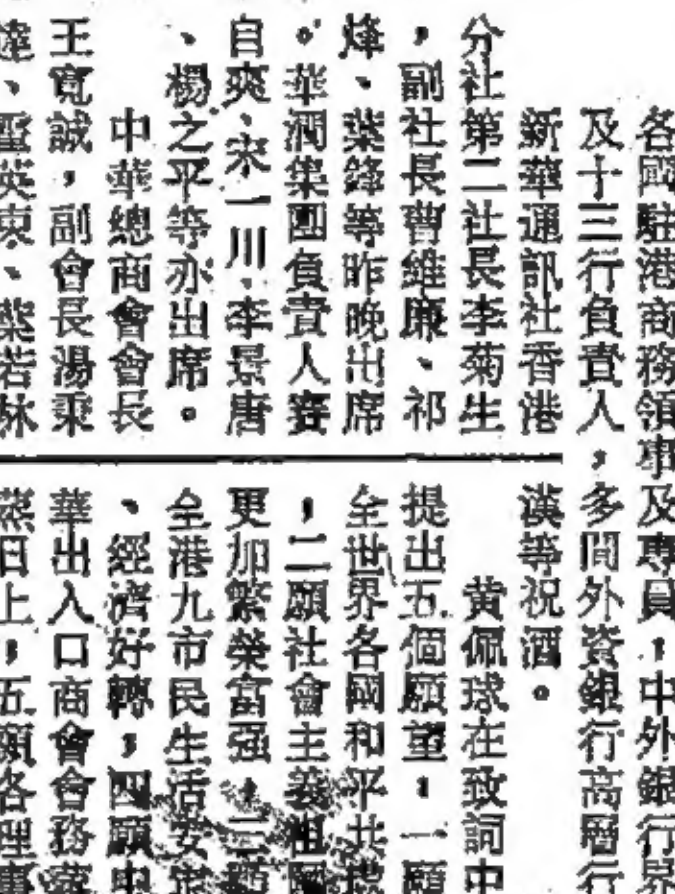 各國駐港商務領事及專員,中外銀行界
及十三行負責人,多間外資銀行高層行
新華通訊社香港
分社第二社長李菊生
,副社長曹維廉、祁
烽、葉鋒等昨晚出席
。華潤集團負責人賽
自爽、宋一川、李景唐
、楊之平等亦出席。
中華總商會會長
王寬誠,副會長湯秉
達、霍英東、葉若林
漢等祝酒。
黃佩球在致詞中
提出五個願望,一願
全世界各國和平共處
,二願社會主義祖國
更加繁榮富强,三願
全港九市民生活安定
、經濟好轉,四願中
華出入口商會會務蒸
蒸日上,五願各理事